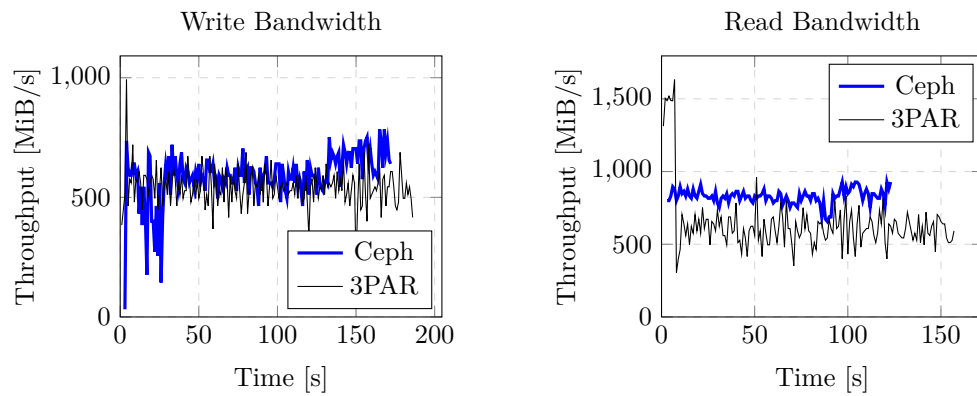 Write Bandwidth
Throughput [MiB/s]
1,000
500
0
0 50 100 150 200
Time [s]
Ceph
3PAR
Read Bandwidth
Throughput [MiB/s]
1,500
1,000
500
0
0 50 100 150
Time [s]
Ceph
3PAR